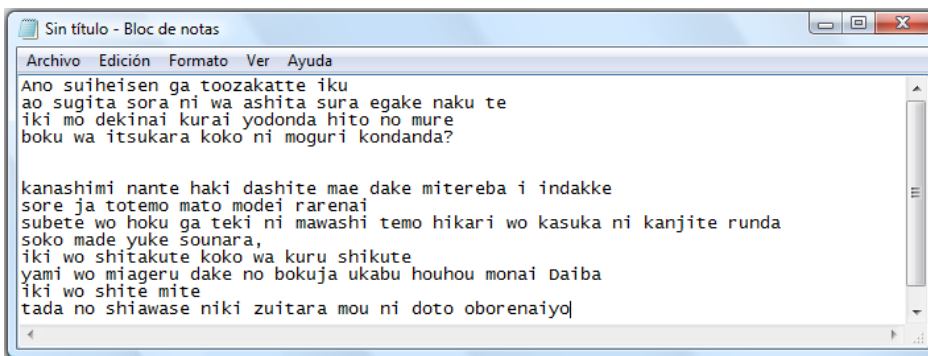 Sin título - Bloc de notas
Archivo Edición Formato Ver Ayuda
Ano suiheisen ga toozakatte iku
ao sugita sora ni wa ashita sura egake naku te
iki mo dekinai kurai yodonda hito no mure
boku wa itsukara koko ni moguri kondanda?
kanashimi nante haki dashite mae dake mitereba i indakke
sore ja totemo mato modei rarenai
subete wo hoku ga teki ni mawashi temo hikari wo kasuka ni kanjite runda
soko made yuke sounara,
iki wo shitakute koko wa kuru shikute
yami wo miageru dake no bokuja ukabu houhou monai Daiba
iki wo shite mite
tada no shiawase niki zuitara mou ni doto oborenaiyo